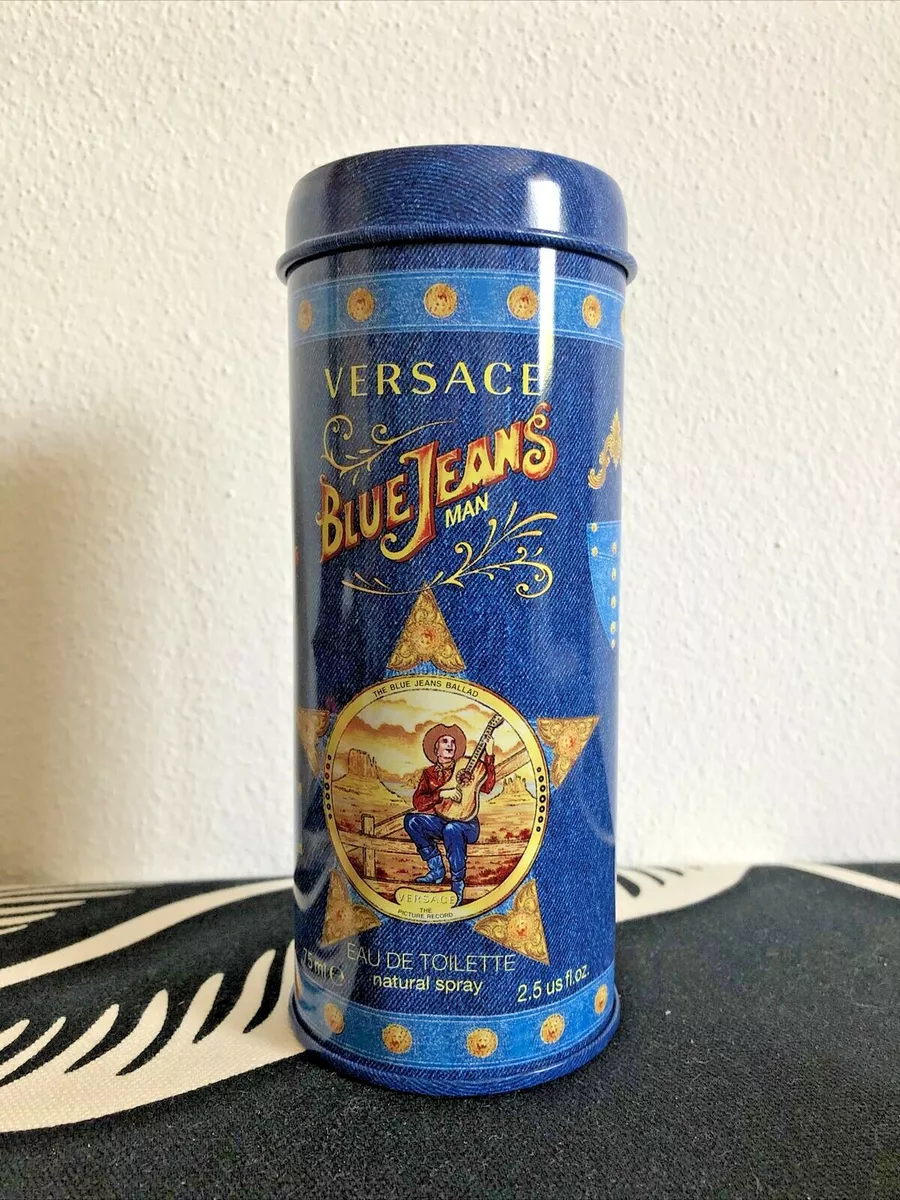 VERSACE
BLUE JEANS
MAN
THE BLUE JEANS BALLAD
VERSACE
THE
PICTURE RECORD
EAU DE TOILETTE
75 ml e natural spray 2.5 us fl.oz.